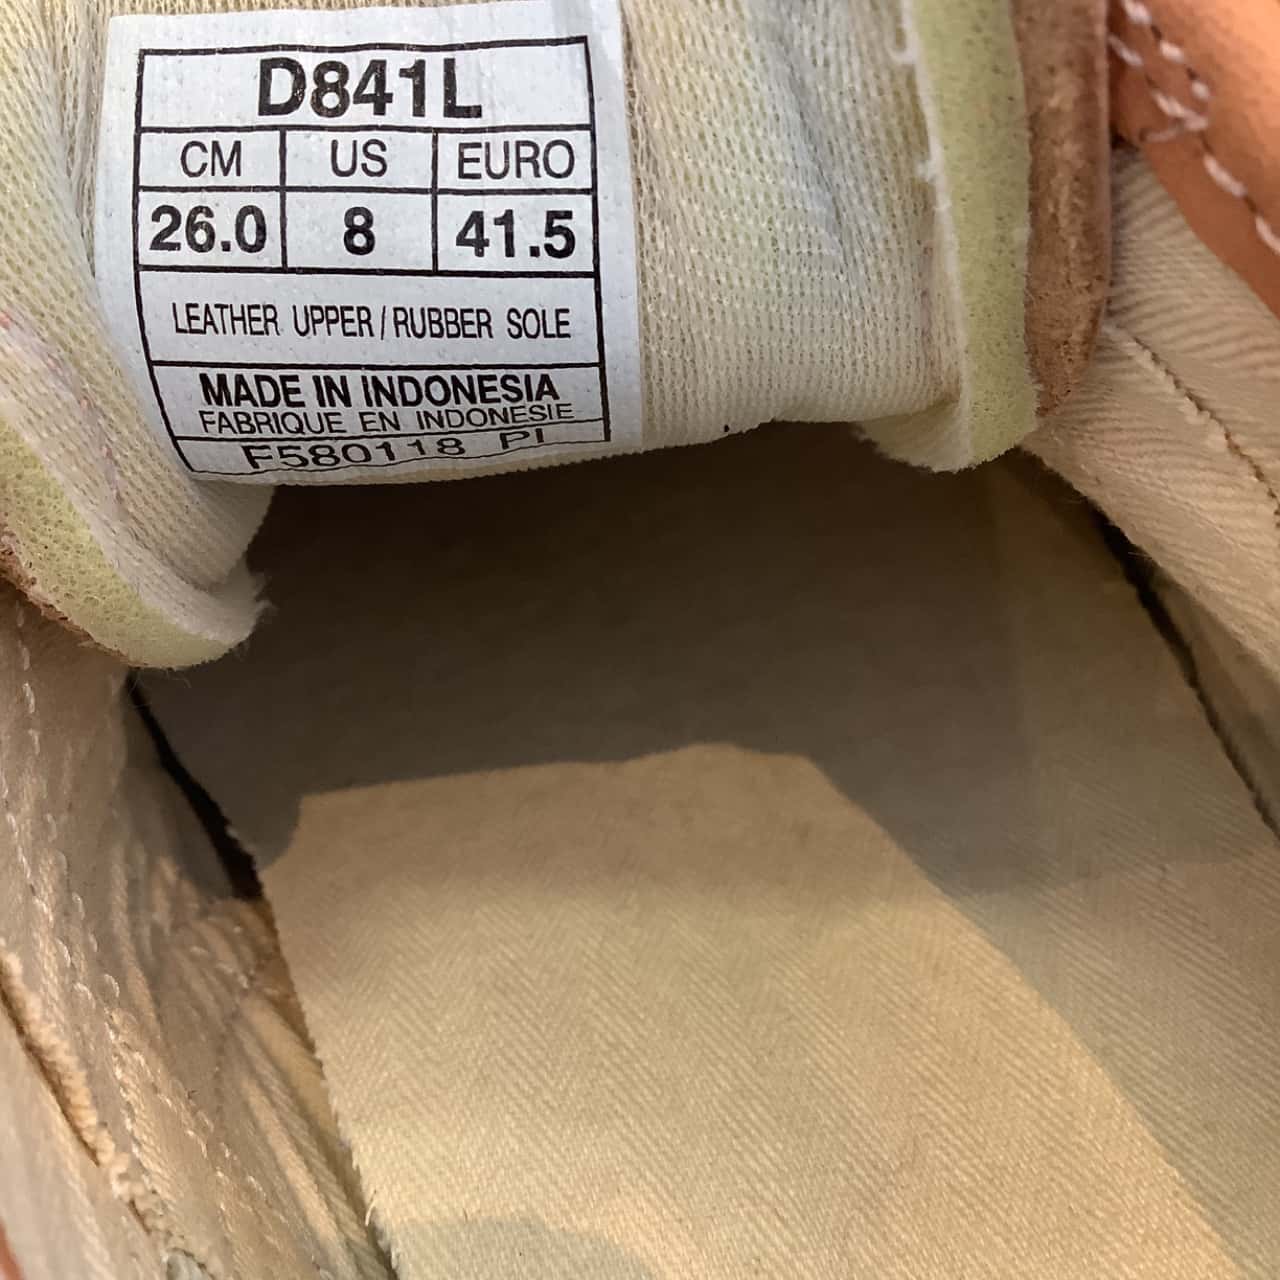 D841L
CM US EURO
26.0 8 41.5
LEATHER UPPER / RUBBER SOLE
MADE IN INDONESIA
FABRIQUE EN INDONESIE
F580118 PI